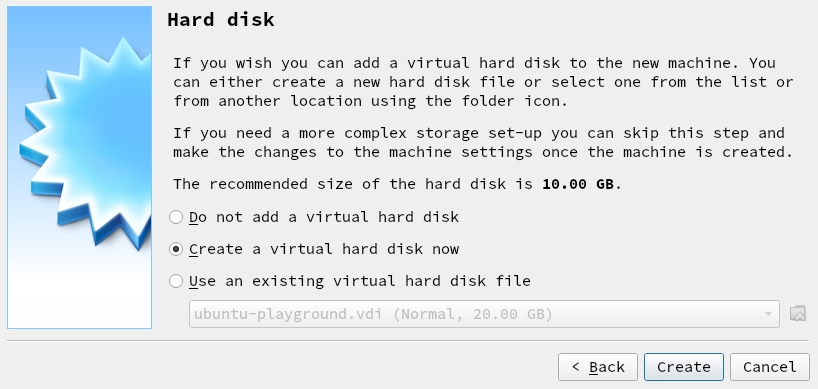 Hard disk
If you wish you can add a virtual hard disk to the new machine. You
can either create a new hard disk file or select one from the list or
from another location using the folder icon.
If you need a more complex storage set-up you can skip this step and
make the changes to the machine settings once the machine is created.
The recommended size of the hard disk is 10.00 GB.
Do not add a virtual hard disk
Create a virtual hard disk now
Use an existing virtual hard disk file
ubuntu-playground.vdi (Normal, 20.00 GB)
< Back Create Cancel